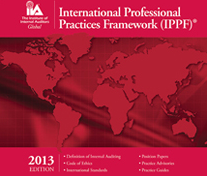 IIA
The Institute of
Internal Auditors
Global
International Professional
Practices Framework (IPPF)®
2013
EDITION
• Definition of Internal Auditing
• Code of Ethics
• International Standards
• Position Papers
• Practice Advisories
• Practice Guides